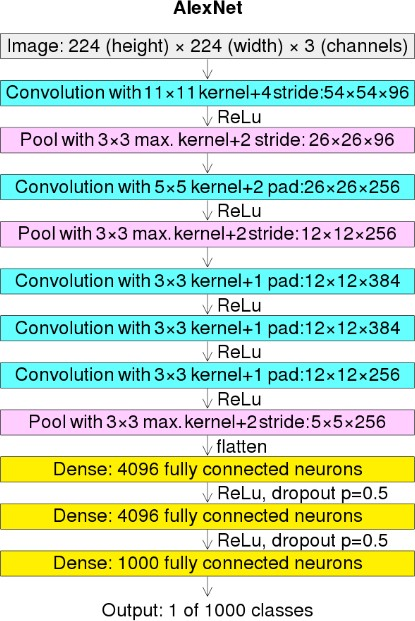 AlexNet
Image: 224 (height) × 224 (width) × 3 (channels)
Convolution with 11×11 kernel+4 stride:54×54×96
ReLu
Pool with 3×3 max. kernel+2 stride: 26×26×96
Convolution with 5×5 kernel+2 pad:26×26×256
ReLu
Pool with 3×3 max. kernel+2 stride:12×12×256
Convolution with 3×3 kernel+1 pad:12×12×384
ReLu
Convolution with 3×3 kernel+1 pad:12×12×384
ReLu
Convolution with 3×3 kernel+1 pad:12×12×256
ReLu
Pool with 3×3 max. kernel+2 stride:5×5×256
flatten
Dense: 4096 fully connected neurons
ReLu, dropout p=0.5
Dense: 4096 fully connected neurons
ReLu, dropout p=0.5
Dense: 1000 fully connected neurons
Output: 1 of 1000 classes